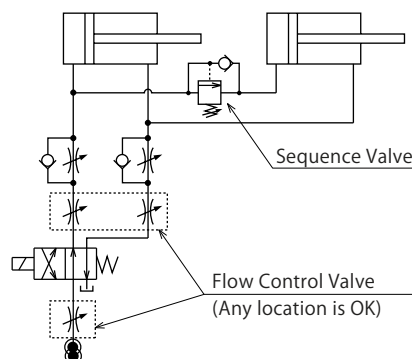 Sequence Valve
Flow Control Valve
(Any location is OK)